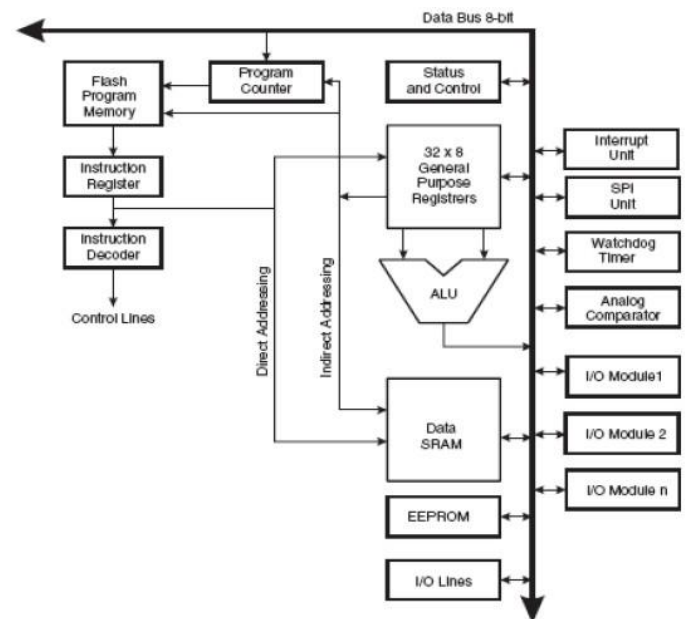 Data Bus 8-bit
Flash
Program
Memory
Program
Counter
Status
and Control
Instruction
Register
32 x 8
General
Purpose
Registrers
Interrupt
Unit
SPI
Unit
Instruction
Decoder
Watchdog
Timer
Control Lines
Direct Addressing
Indirect Addressing
ALU
Analog
Comparator
I/O Module1
Data
SRAM
I/O Module 2
I/O Module n
EEPROM
I/O Lines